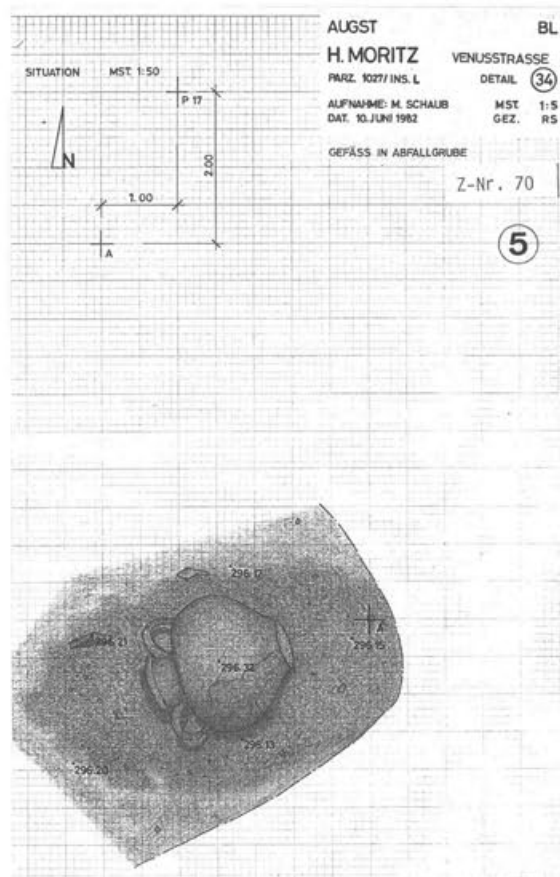 AUGST BL
H. MORITZ VENUSSTRASSE
PARZ. 1027/ INS. L DETAIL 34
AUFNAHME: M. SCHAUB MST. 1:5
DAT. 10. JUNI 1982 GEZ. RS
GEFÄSS IN ABFALLGRUBE
Z-Nr. 70
5
SITUATION MST. 1:50
P 17
N
2.00
1.00
A
296.17
A
296.21
296.15
296.32
296.13
296.20